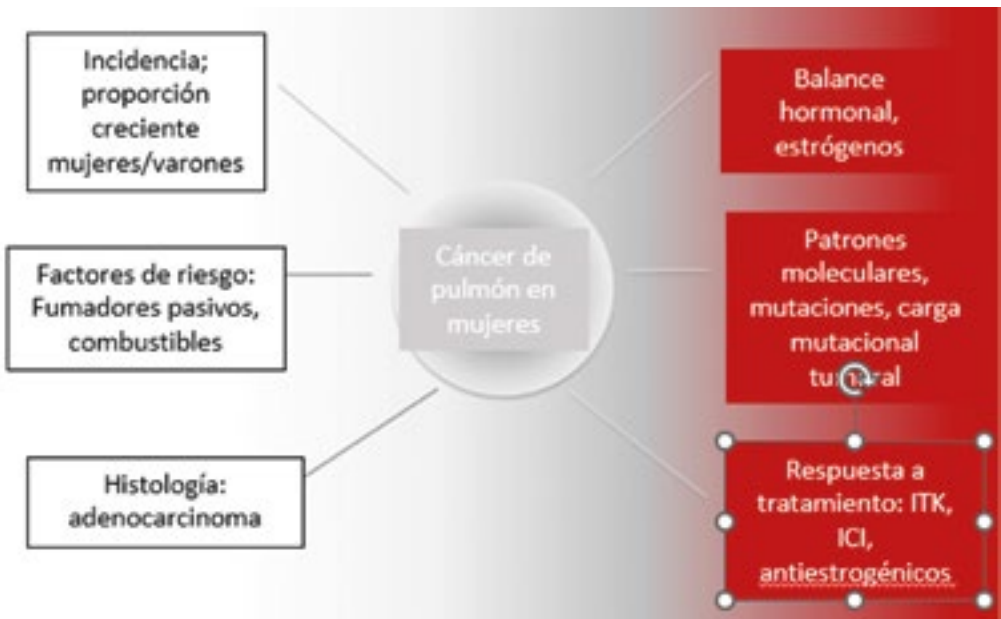 Incidencia;
proporción
creciente
mujeres/varones
Factores de riesgo:
Fumadores pasivos,
combustibles
Histología:
adenocarcinoma
Cáncer de
pulmón en
mujeres
Balance
hormonal,
estrógenos
Patrones
moleculares,
mutaciones, carga
mutacional
Respuesta a
tratamiento: ITK,
ICI,
antiestrogénicos